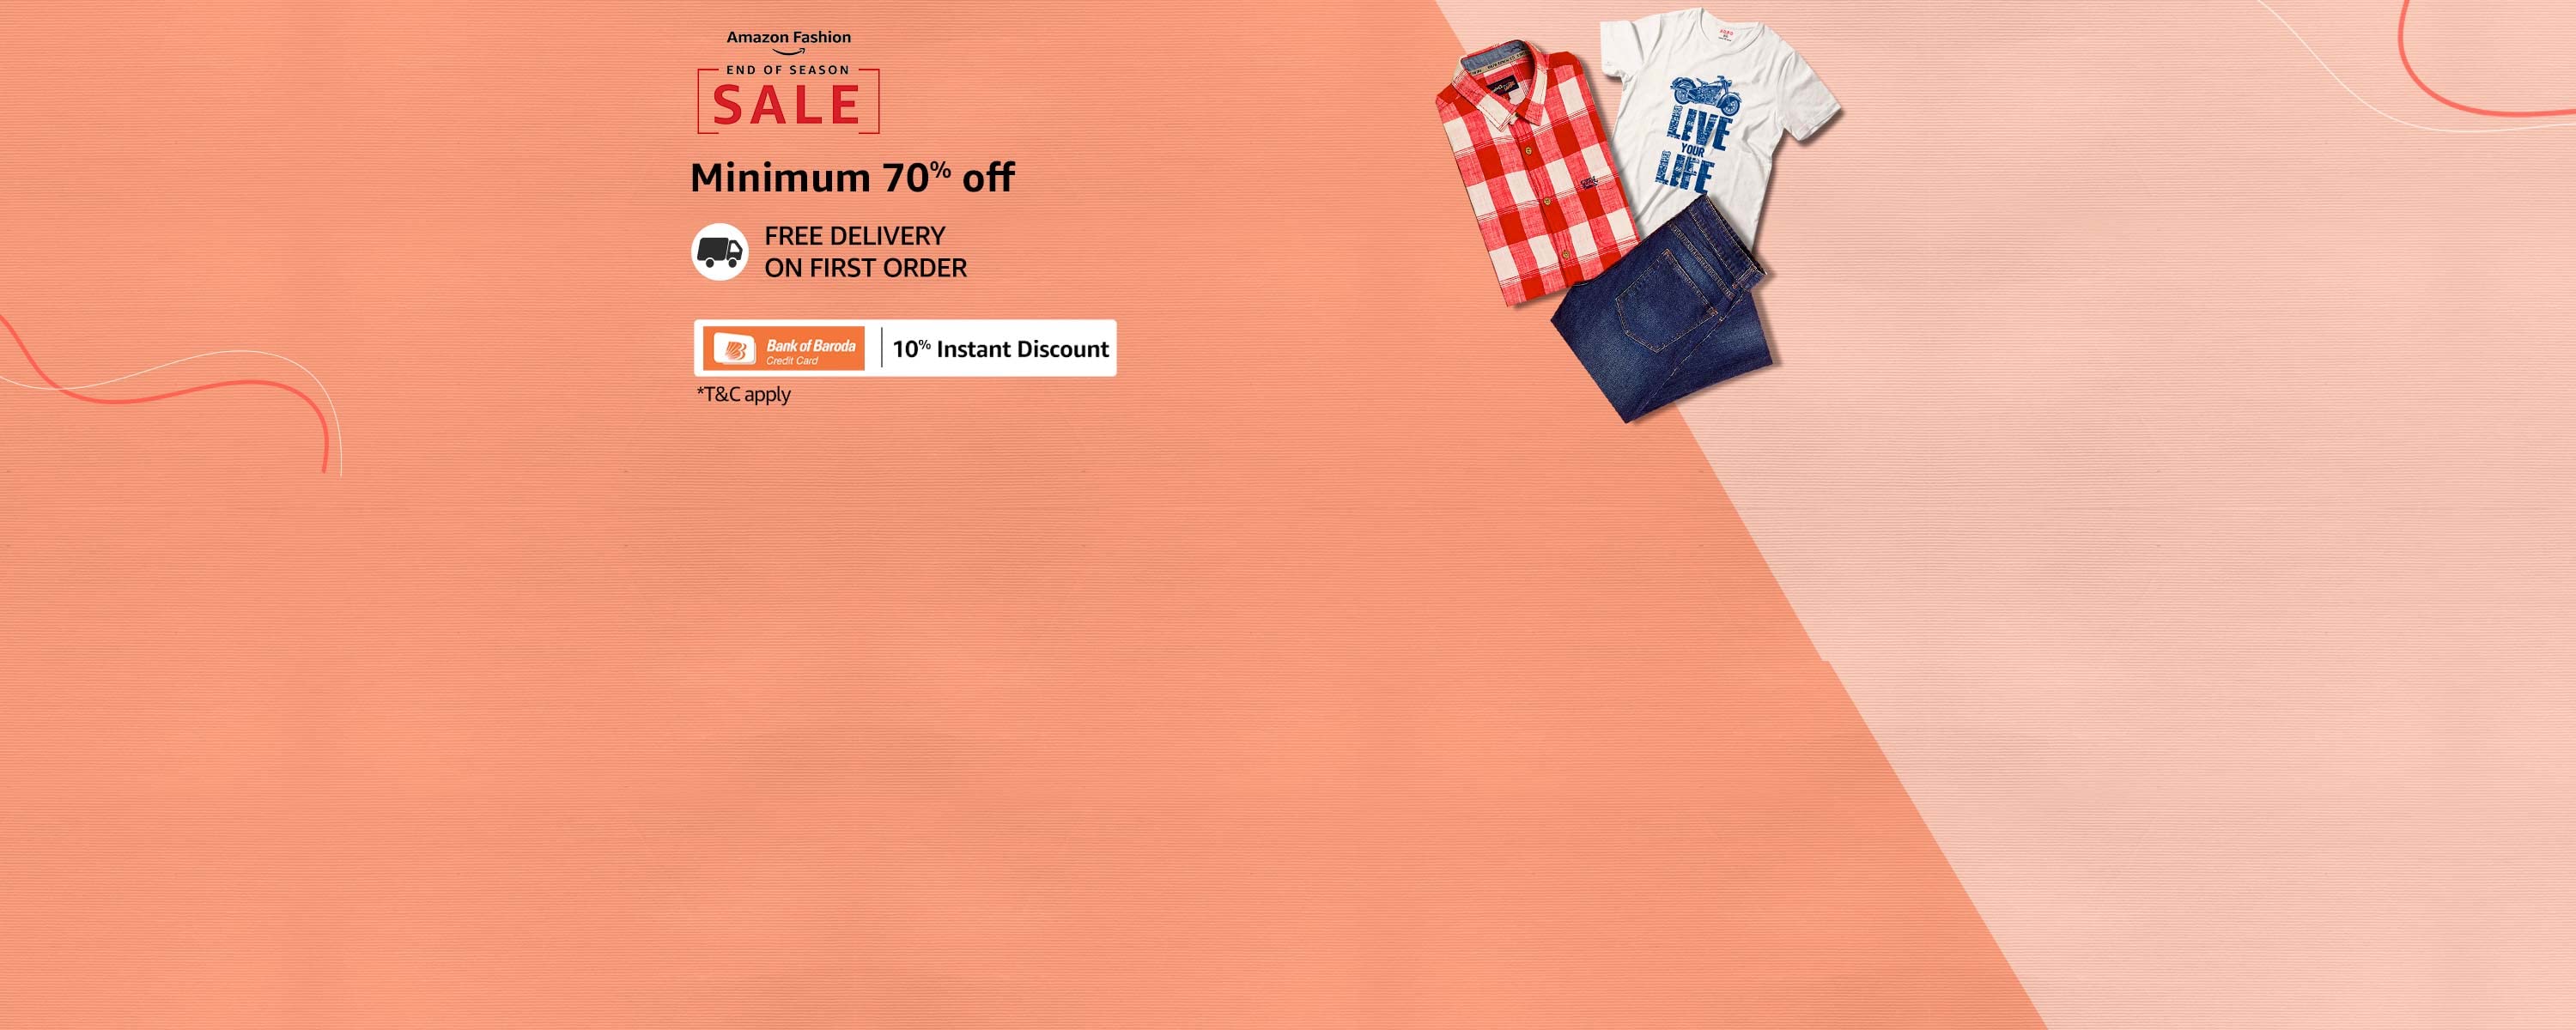 Amazon Fashion
END OF SEASON
SALE
Minimum 70% off
FREE DELIVERY
ON FIRST ORDER
Bank of Baroda
Credit Card
10% Instant Discount
*T&C apply
LIVE
YOUR
LIFE